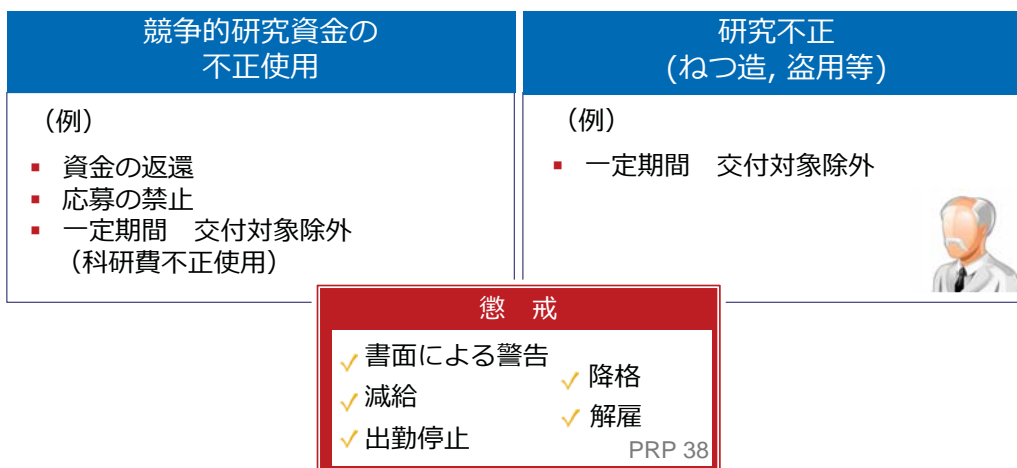 競争的研究資金の
不正使用
（例）
▪ 資金の返還
▪ 応募の禁止
▪ 一定期間　交付対象除外
（科研費不正使用）
研究不正
(ねつ造, 盗用等)
（例）
▪ 一定期間　交付対象除外
懲　戒
✓ 書面による警告
✓ 減給
✓ 出勤停止
✓ 降格
✓ 解雇
PRP 38